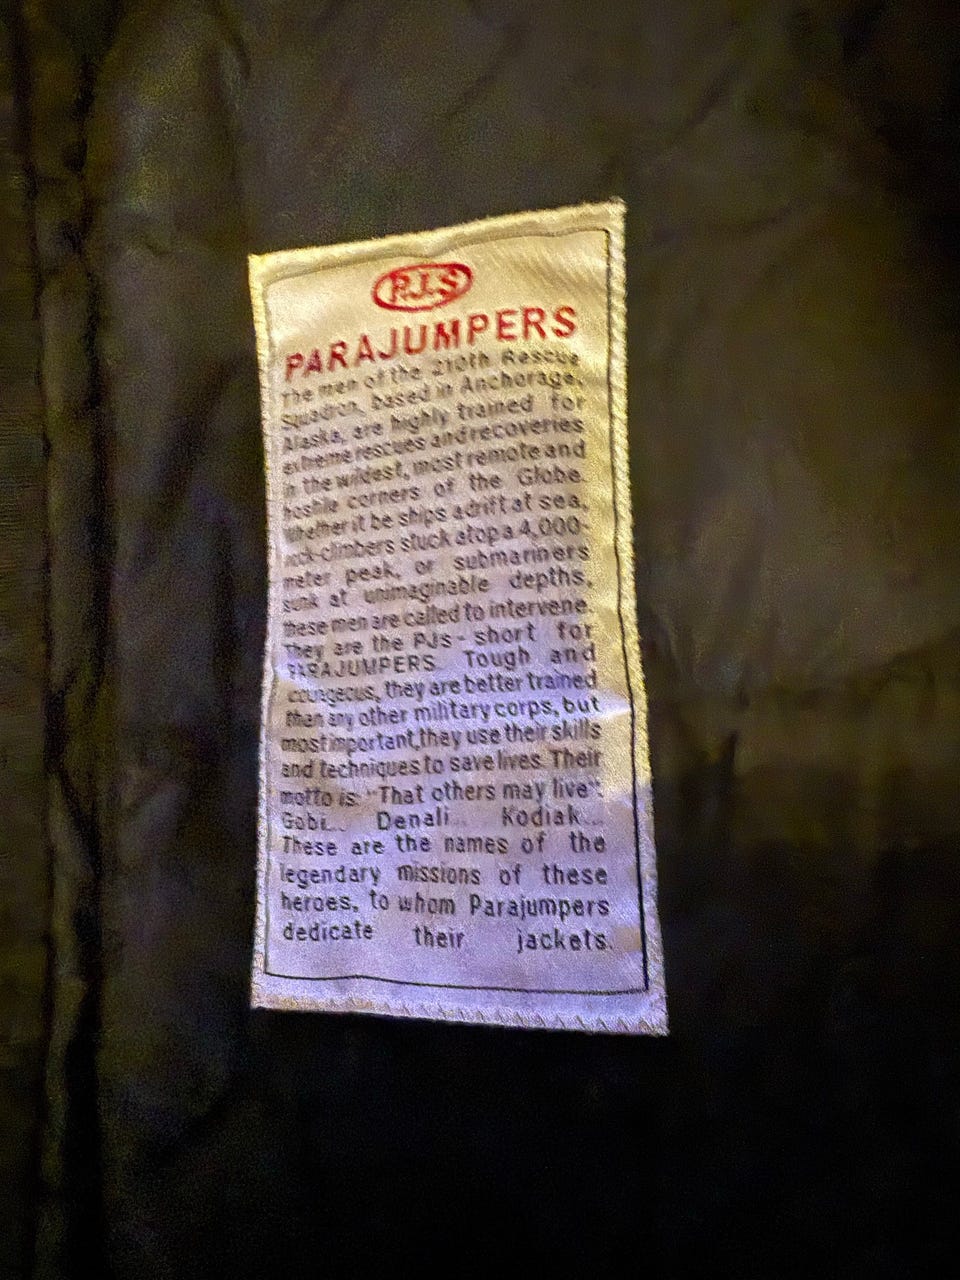 P.J.S
PARAJUMPERS
The men of the 210th Rescue
Squadron, based in Anchorage,
Alaska, are highly trained for
extreme rescues and recoveries
in the wildest, most remote and
hostile corners of the Globe.
Whether it be ships adrift at sea,
rock-climbers stuck atop a 4,000-
meter peak, or submariners
sunk at unimaginable depths,
these men are called to intervene.
They are the PJs - short for
PARAJUMPERS. Tough and
courageous, they are better trained
than any other military corps, but
most important, they use their skills
and techniques to save lives. Their
motto is: "That others may live".
Gobi... Denali... Kodiak...
These are the names of the
legendary missions of these
heroes, to whom Parajumpers
dedicate their jackets.